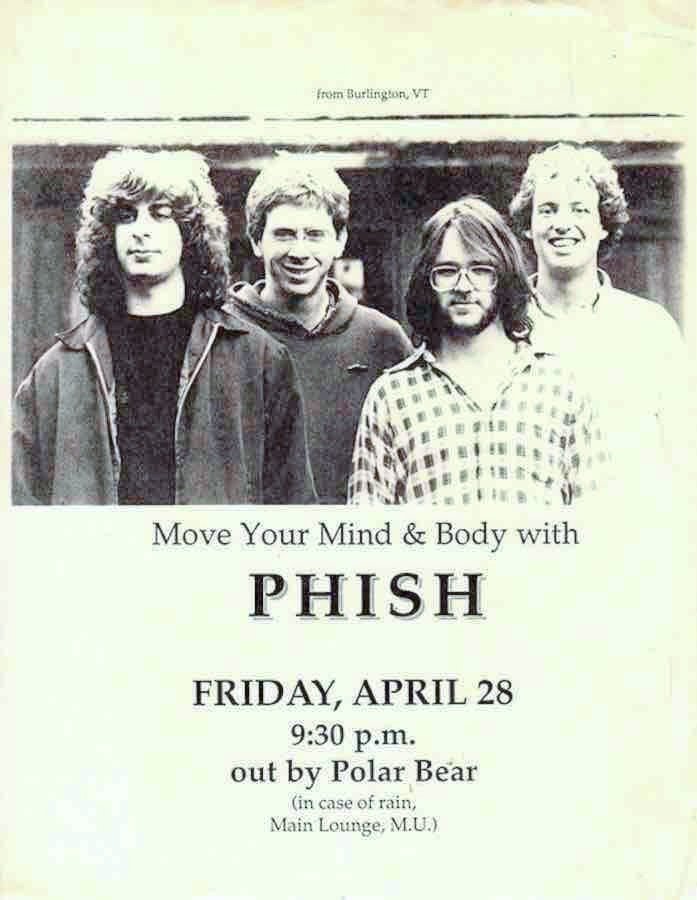 from Burlington, VT
Move Your Mind & Body with
PHISH
FRIDAY, APRIL 28
9:30 p.m.
out by Polar Bear
(in case of rain,
Main Lounge, M.U.)